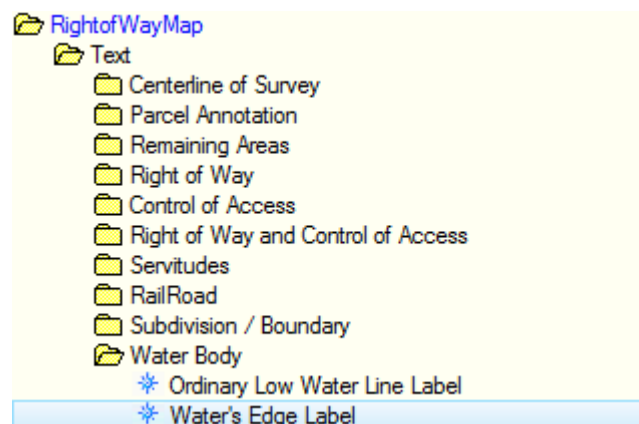 RightofWayMap
Text
Centerline of Survey
Parcel Annotation
Remaining Areas
Right of Way
Control of Access
Right of Way and Control of Access
Servitudes
RailRoad
Subdivision / Boundary
Water Body
Ordinary Low Water Line Label
Water's Edge Label